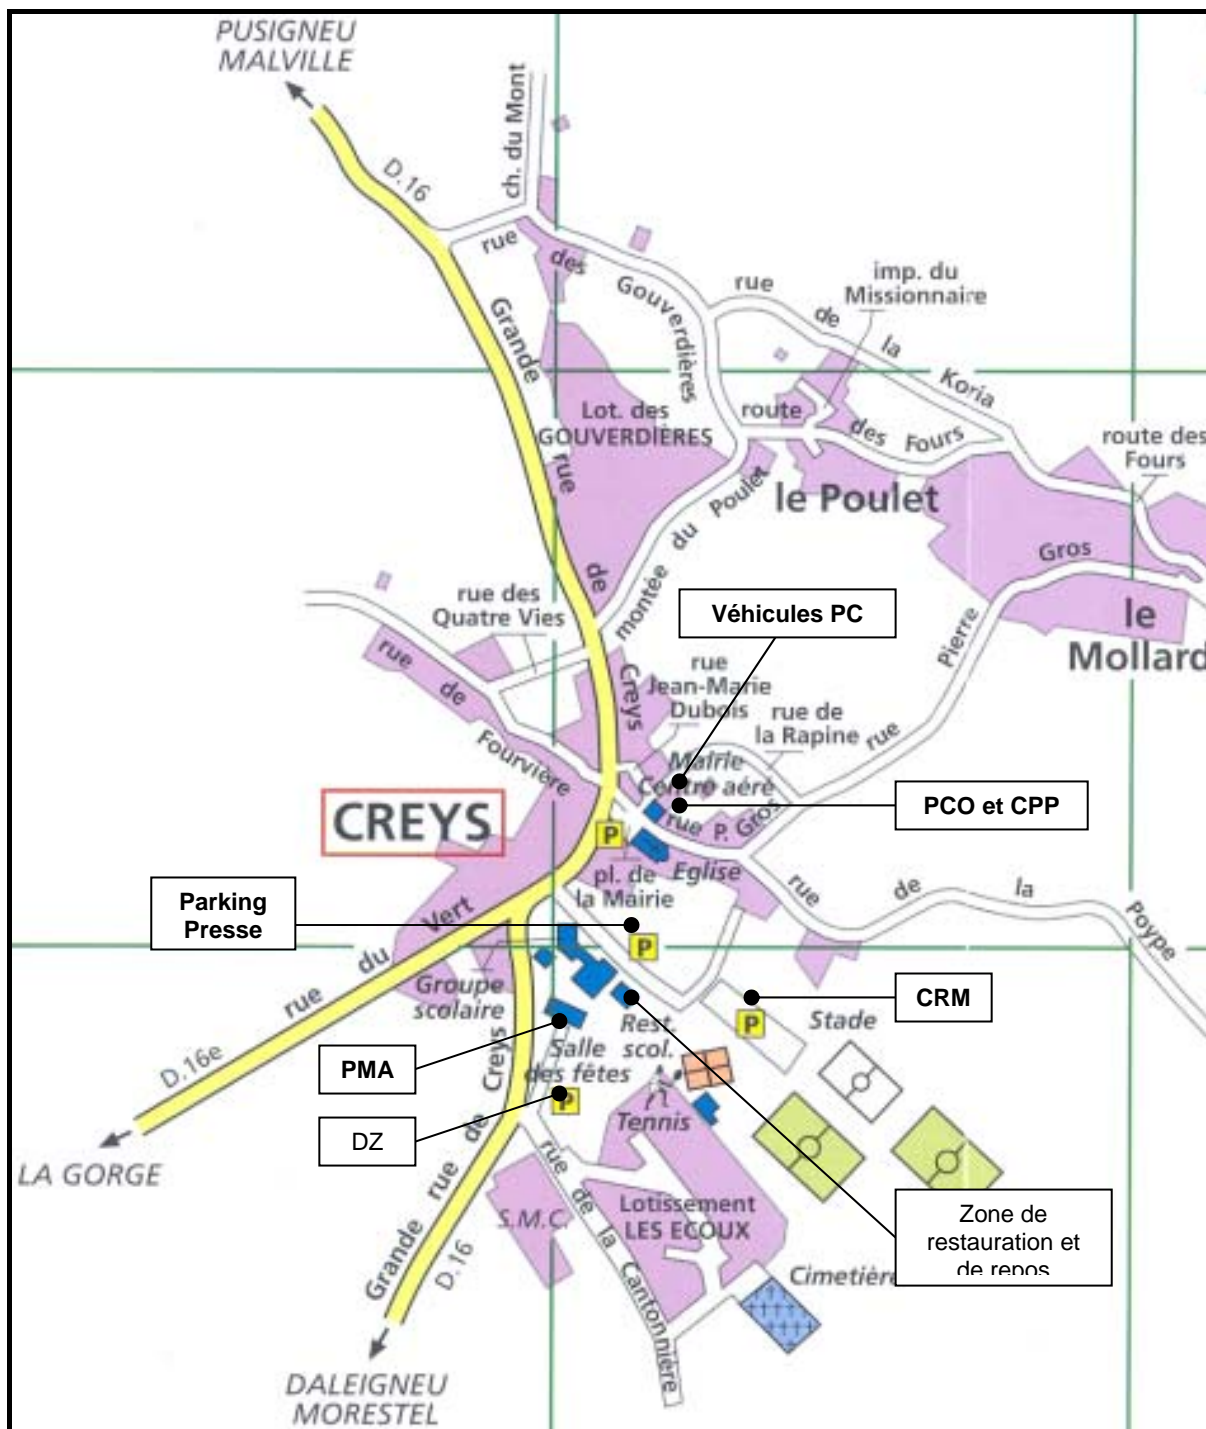 PUSIGNEU
MALVILLE
D.16
ch. du Mont
rue des Gouverdières
imp. du
Missionnaire
rue de la Koria
Grande rue de Creys
Lot. des
GOUVERDIÈRES
route des Fours
route des
Fours
le Poulet
montée du Poulet
Gros
le
Mollard
rue des
Quatre Vies
Véhicules PC
rue Pierre
rue
Jean-Marie
Dubois
rue de
la Rapine
rue de Fourvière
Mairie
Centre aéré
PCO et CPP
CREYS
P
rue P. Gros
Eglise
pl. de
la Mairie
rue de la Poype
Parking
Presse
rue du Vert
P
Groupe
scolaire
CRM
P
Stade
Rest.
scol.
PMA
Salle
des fêtes
D.16e
P
Tennis
DZ
LA GORGE
Grande rue de Creys
rue de la Cantonnière
S.M.C.
Lotissement
LES ECOUX
Zone de
restauration et
de repos
D.16
Cimetière
DALEIGNEU
MORESTEL